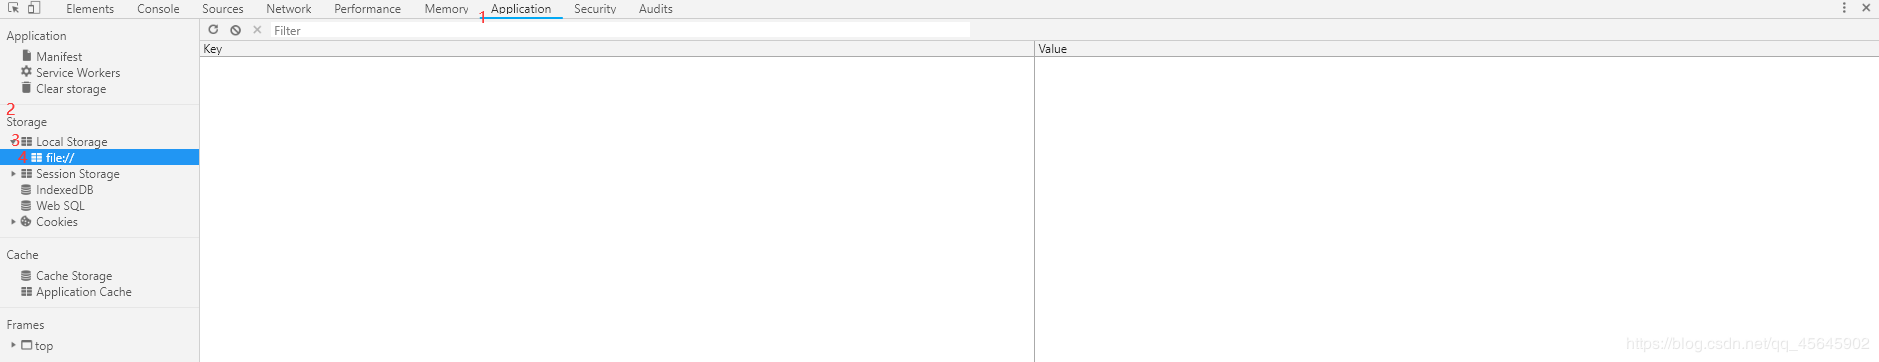 Elements Console Sources Network Performance Memory 1 Application Security Audits
Application
Filter
Key Value
Manifest
Service Workers
Clear storage
2
Storage
3 Local Storage
4 file://
Session Storage
IndexedDB
Web SQL
Cookies
Cache
Cache Storage
Application Cache
Frames
top
https://blog.csdn.net/qq_45645902